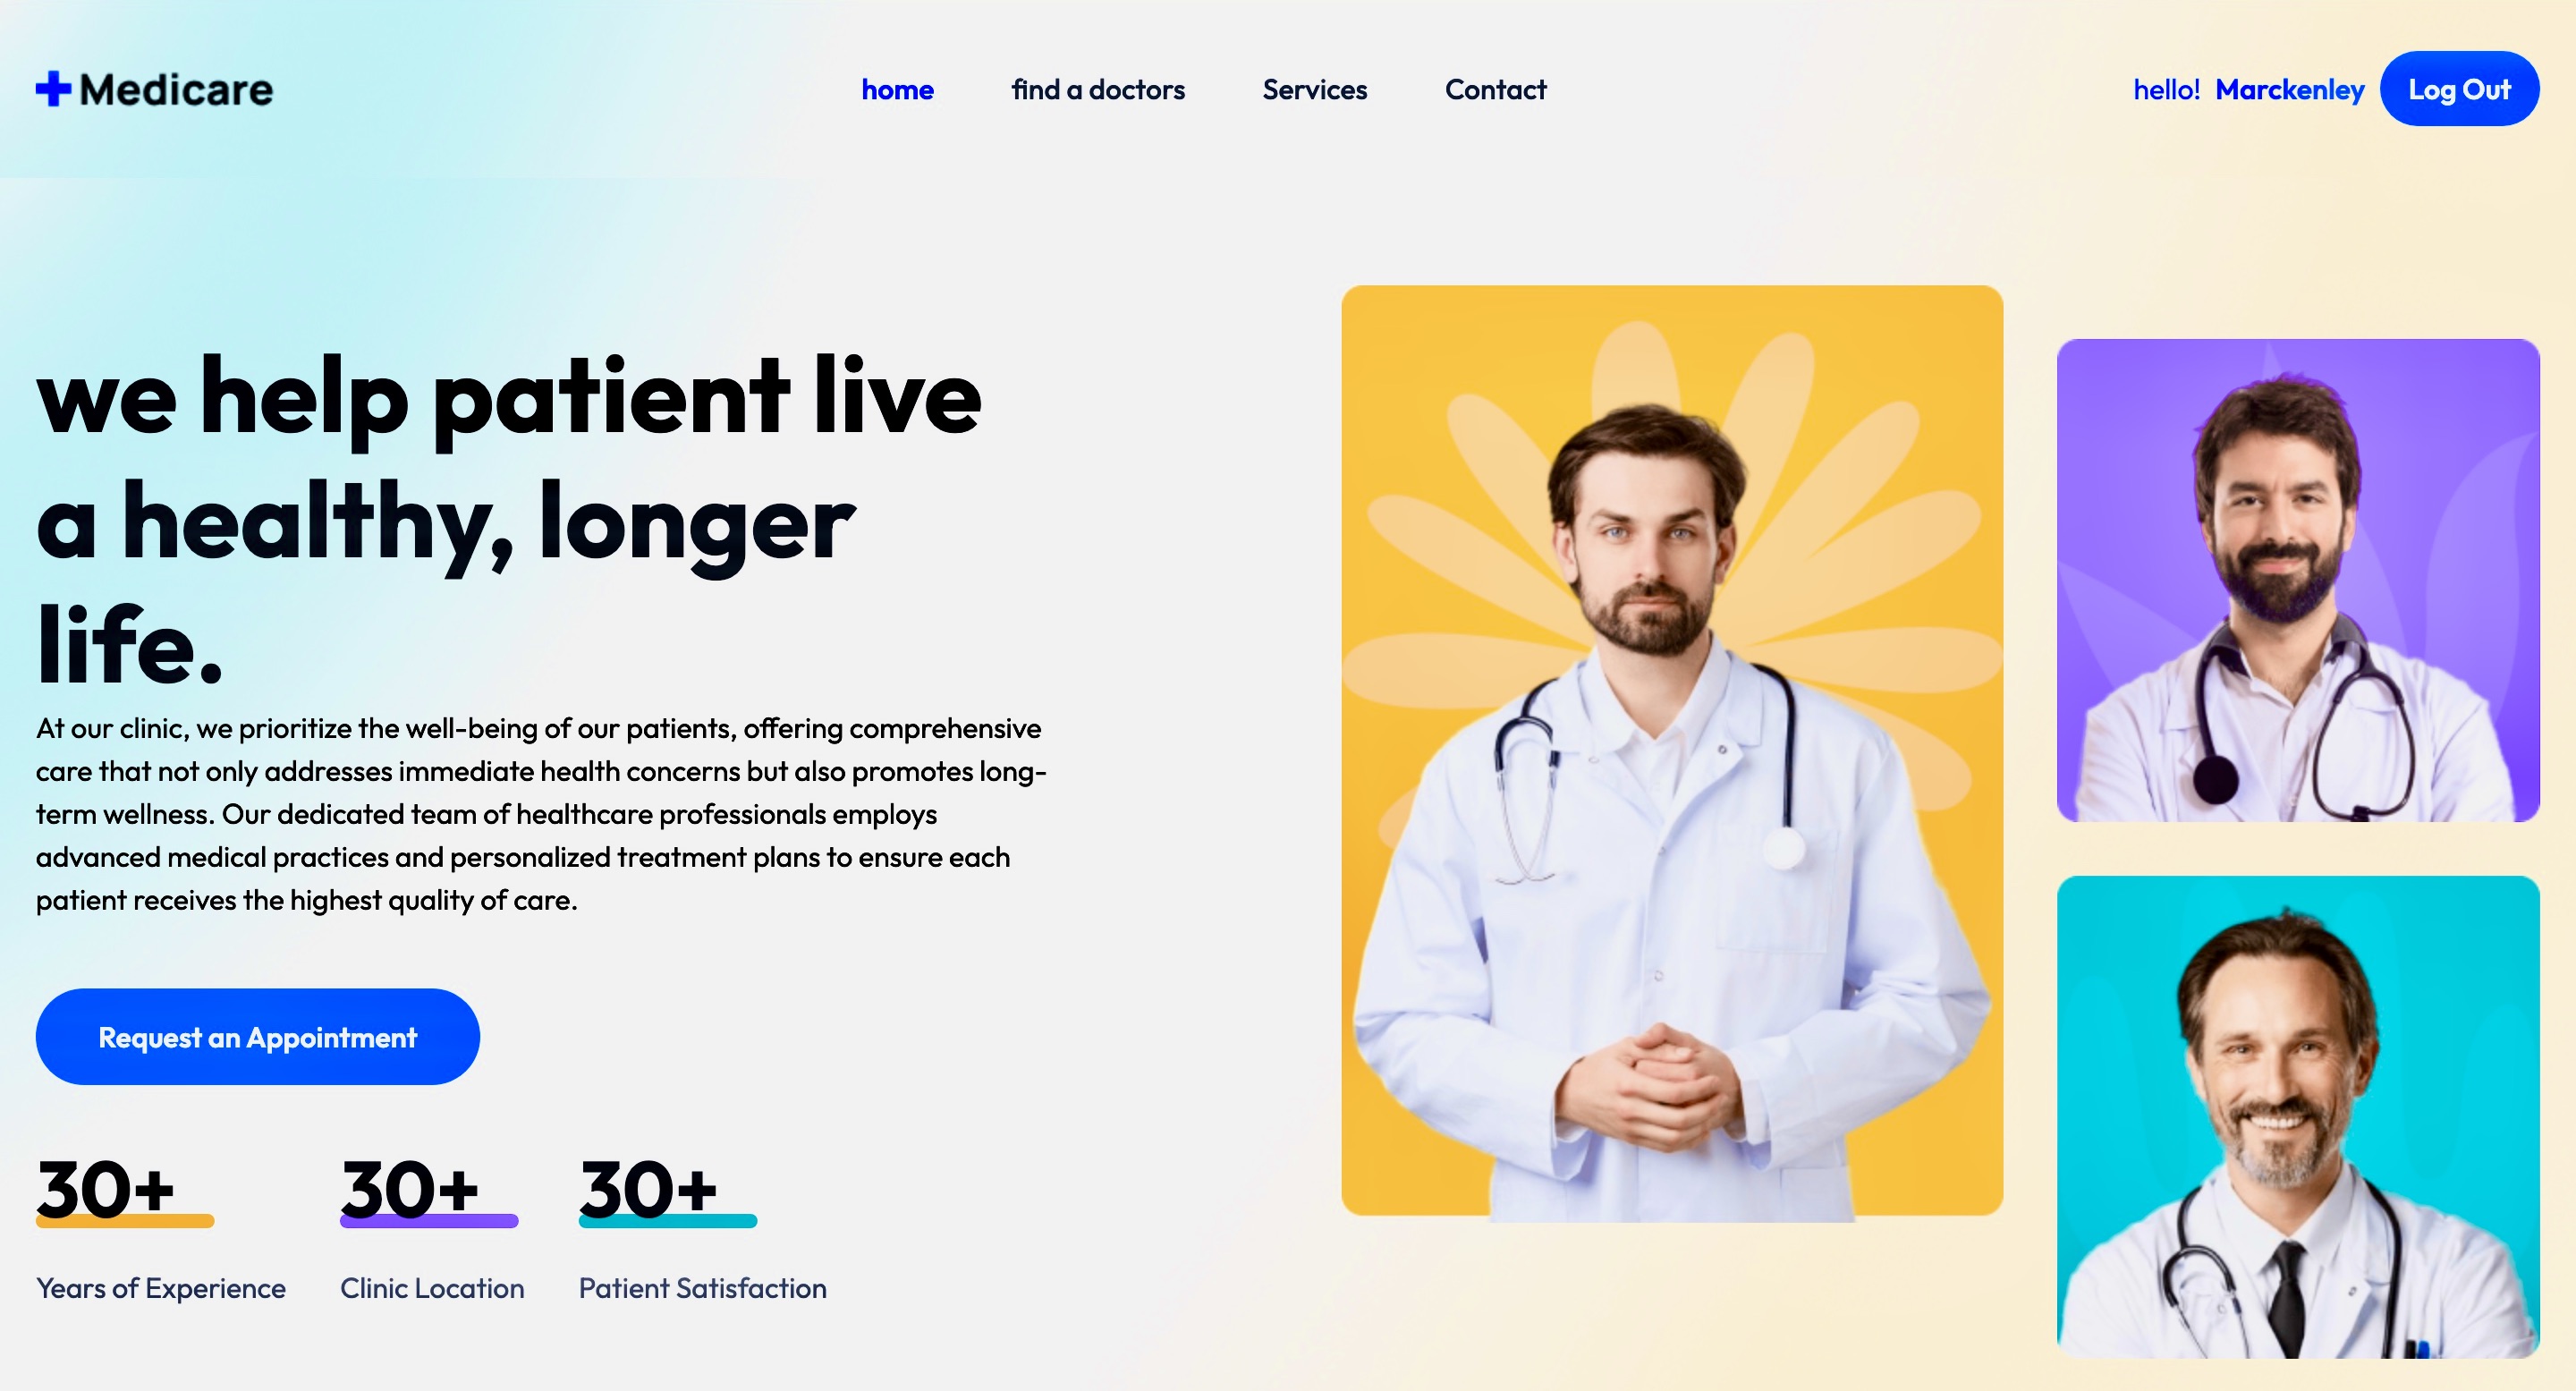 Medicare
home
find a doctors
Services
Contact
hello! Marckenley
Log Out
we help patient live
a healthy, longer
life.
At our clinic, we prioritize the well-being of our patients, offering comprehensive
care that not only addresses immediate health concerns but also promotes long-
term wellness. Our dedicated team of healthcare professionals employs
advanced medical practices and personalized treatment plans to ensure each
patient receives the highest quality of care.
Request an Appointment
30+
Years of Experience
30+
Clinic Location
30+
Patient Satisfaction